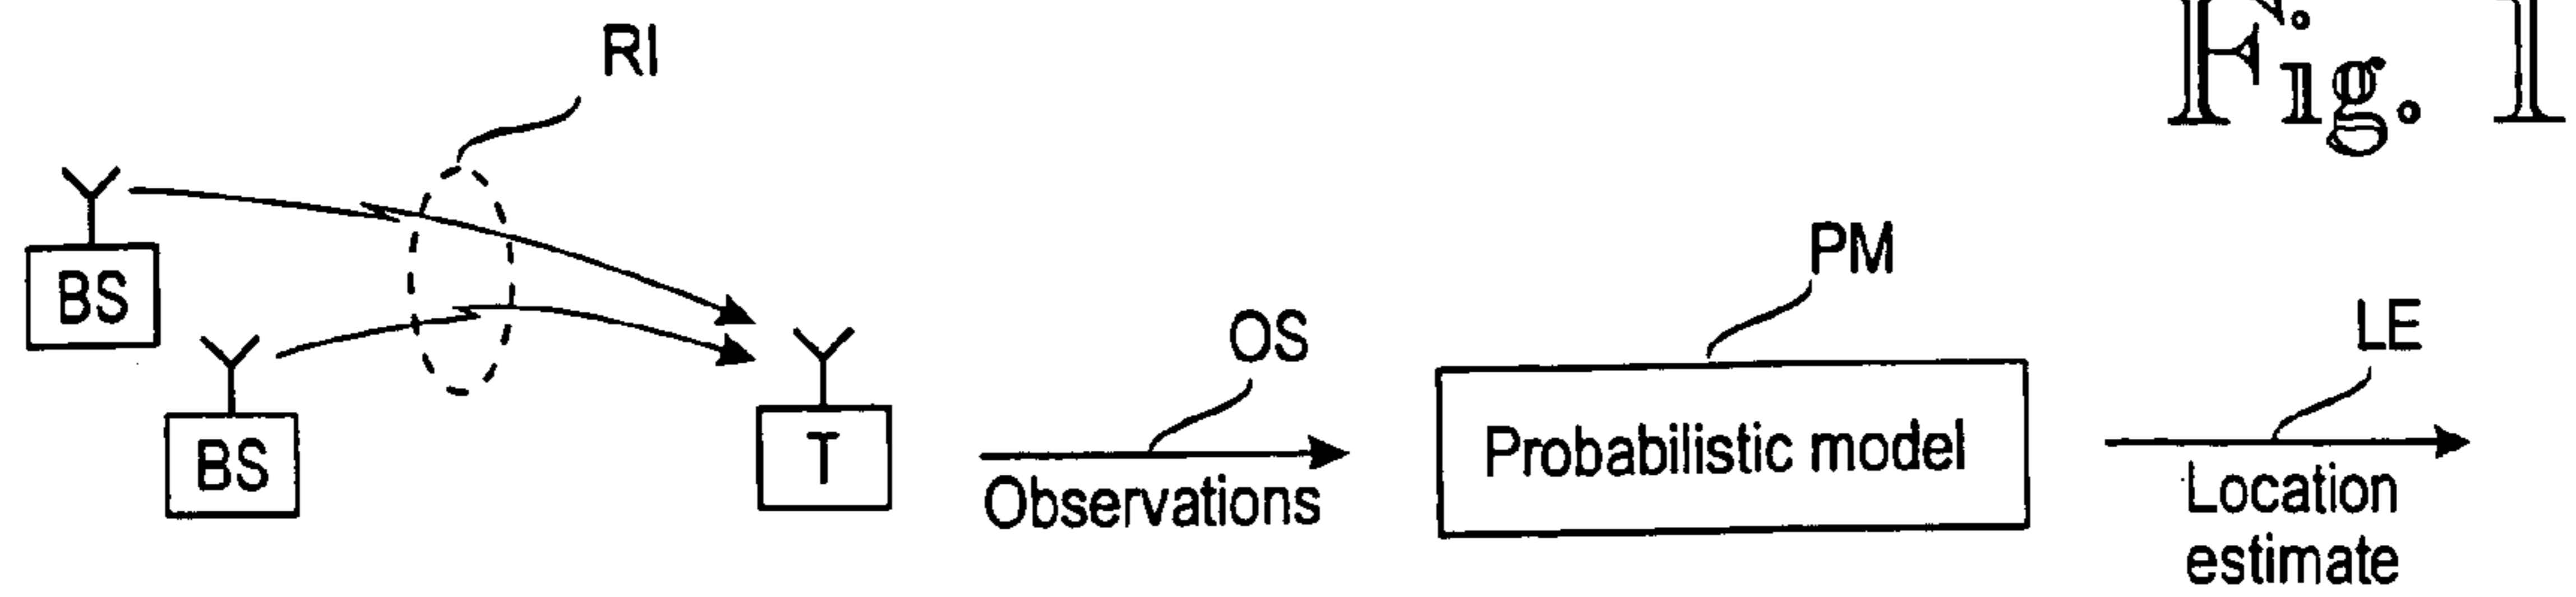 Fig. 1
RI
BS
BS
T
OS
Observations
PM
Probabilistic model
LE
Location
estimate